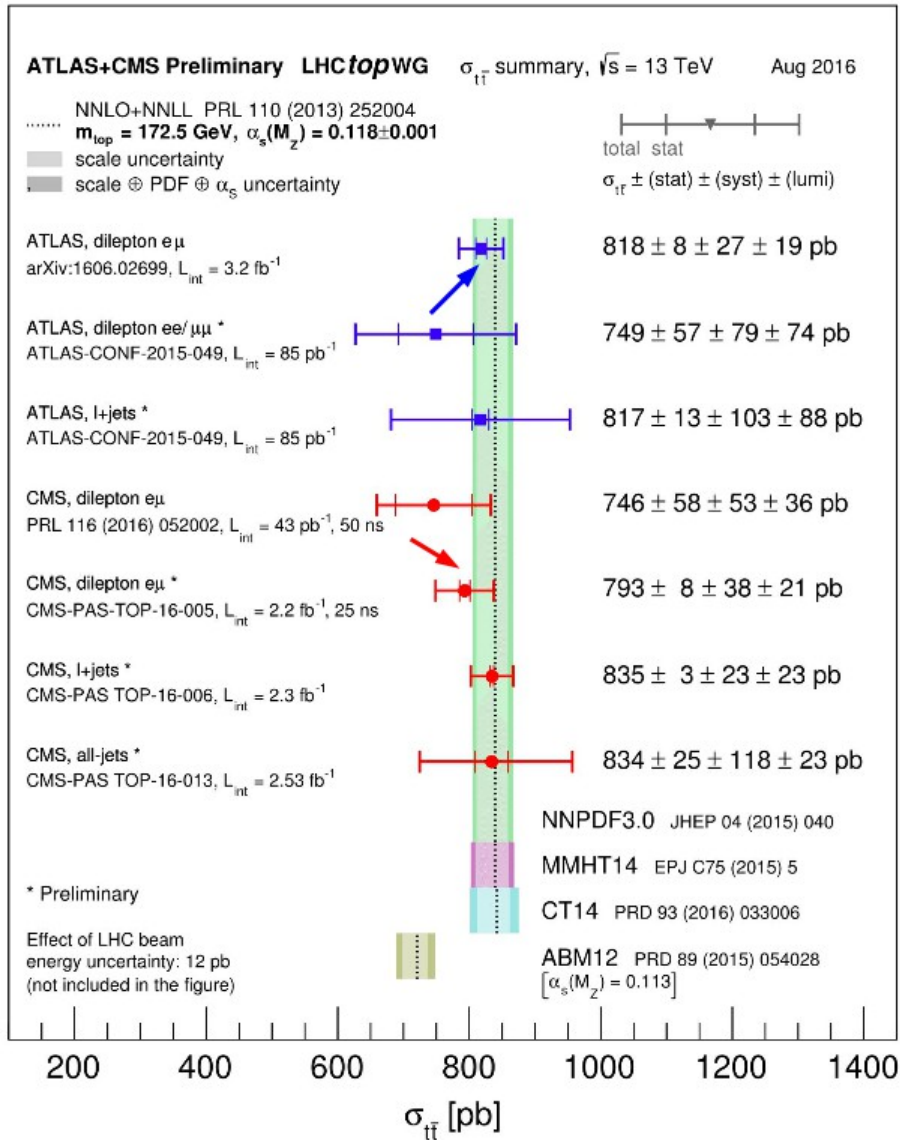 ATLAS+CMS Preliminary LHCtopWG σtt̄ summary, √s = 13 TeV Aug 2016
NNLO+NNLL PRL 110 (2013) 252004
mtop = 172.5 GeV, αs(MZ) = 0.118±0.001
scale uncertainty
scale ⊕ PDF ⊕ αS uncertainty
total stat
σtt̄ ± (stat) ± (syst) ± (lumi)
ATLAS, dilepton eμ
arXiv:1606.02699, Lint = 3.2 fb⁻¹
818 ± 8 ± 27 ± 19 pb
ATLAS, dilepton ee/μμ *
ATLAS-CONF-2015-049, Lint = 85 pb⁻¹
749 ± 57 ± 79 ± 74 pb
ATLAS, l+jets *
ATLAS-CONF-2015-049, Lint = 85 pb⁻¹
817 ± 13 ± 103 ± 88 pb
CMS, dilepton eμ
PRL 116 (2016) 052002, Lint = 43 pb⁻¹, 50 ns
746 ± 58 ± 53 ± 36 pb
CMS, dilepton eμ *
CMS-PAS-TOP-16-005, Lint = 2.2 fb⁻¹, 25 ns
793 ± 8 ± 38 ± 21 pb
CMS, l+jets *
CMS-PAS TOP-16-006, Lint = 2.3 fb⁻¹
835 ± 3 ± 23 ± 23 pb
CMS, all-jets *
CMS-PAS TOP-16-013, Lint = 2.53 fb⁻¹
834 ± 25 ± 118 ± 23 pb
NNPDF3.0 JHEP 04 (2015) 040
MMHT14 EPJ C75 (2015) 5
CT14 PRD 93 (2016) 033006
ABM12 PRD 89 (2015) 054028
[αs(MZ) = 0.113]
* Preliminary
Effect of LHC beam
energy uncertainty: 12 pb
(not included in the figure)
200 400 600 800 1000 1200 1400
σtt̄ [pb]